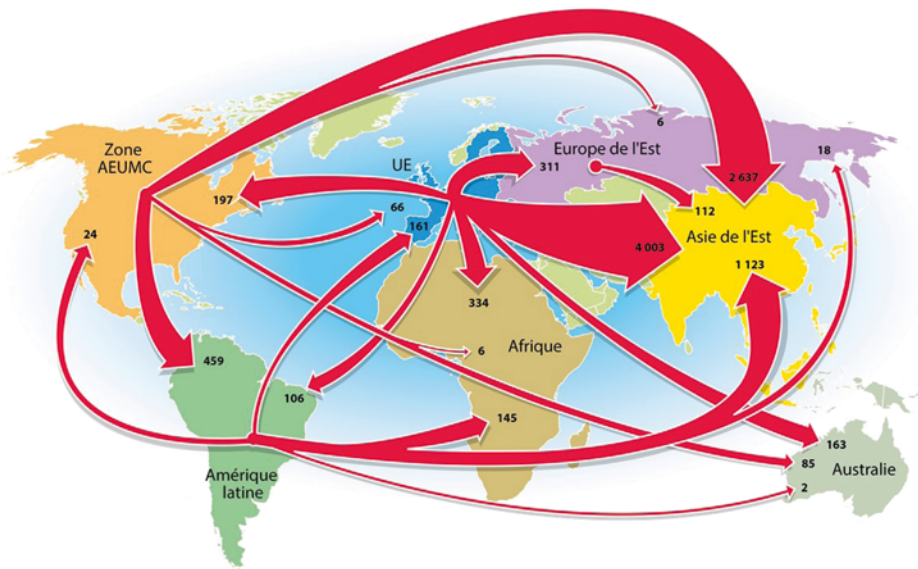 Zone
AEUMC
UE
Europe de l'Est
6
18
311
2 637
197
66
161
112
24
Asie de l'Est
4 003
1 123
334
459
6
Afrique
106
145
163
85
Australie
2
Amérique
latine